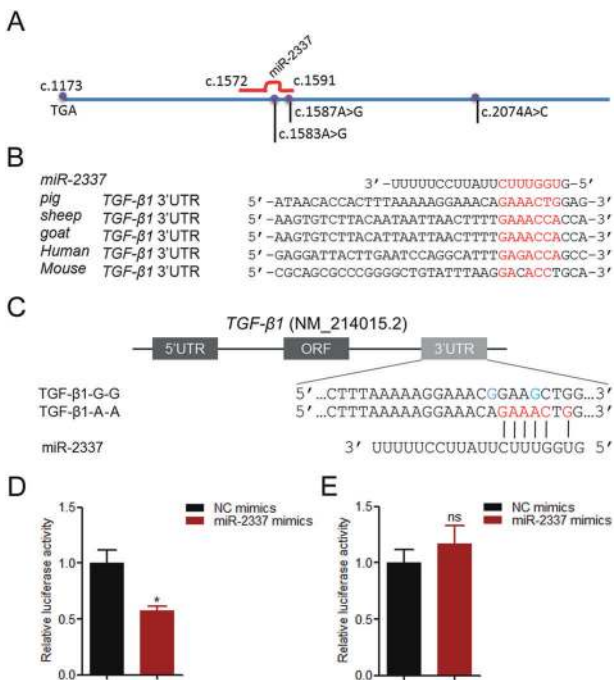 A
miR-2337
c.1173
c.1572
c.1591
TGA
c.1587A>G
c.2074A>C
c.1583A>G
B
miR-2337 3′-UUUUUCCUUAUUCUUUGGUG-5′
pig TGF-β1 3′UTR 5′-ATAACACCACTTTAAAAAGGAAACAGAAACTGGAG-3′
sheep TGF-β1 3′UTR 5′-AAGTGTCTTACAATAATTAACTTTTGAAACCACCA-3′
goat TGF-β1 3′UTR 5′-AAGTGTCTTACATTAATTAACTTTTGAAACCACCA-3′
Human TGF-β1 3′UTR 5′-GAGGATTACTTGAATCCAGGCATTTGAGACCAGCC-3′
Mouse TGF-β1 3′UTR 5′-CGCAGCGCCCGGGGCTGTATTTAAGGACACCTGCA-3′
C
TGF-β1 (NM_214015.2)
5′UTR ORF 3′UTR
TGF-β1-G-G 5′…CTTTAAAAAGGAAACGGAAGCTGG…3′
TGF-β1-A-A 5′…CTTTAAAAAGGAAACAGAAACTGG…3′
miR-2337 3′ UUUUUCCUUAUUCUUUGGUG 5′
D
Relative luciferase activity
1.5
1.0
0.5
0.0
NC mimics
miR-2337 mimics
*
E
Relative luciferase activity
1.5
1.0
0.5
0.0
NC mimics
miR-2337 mimics
ns